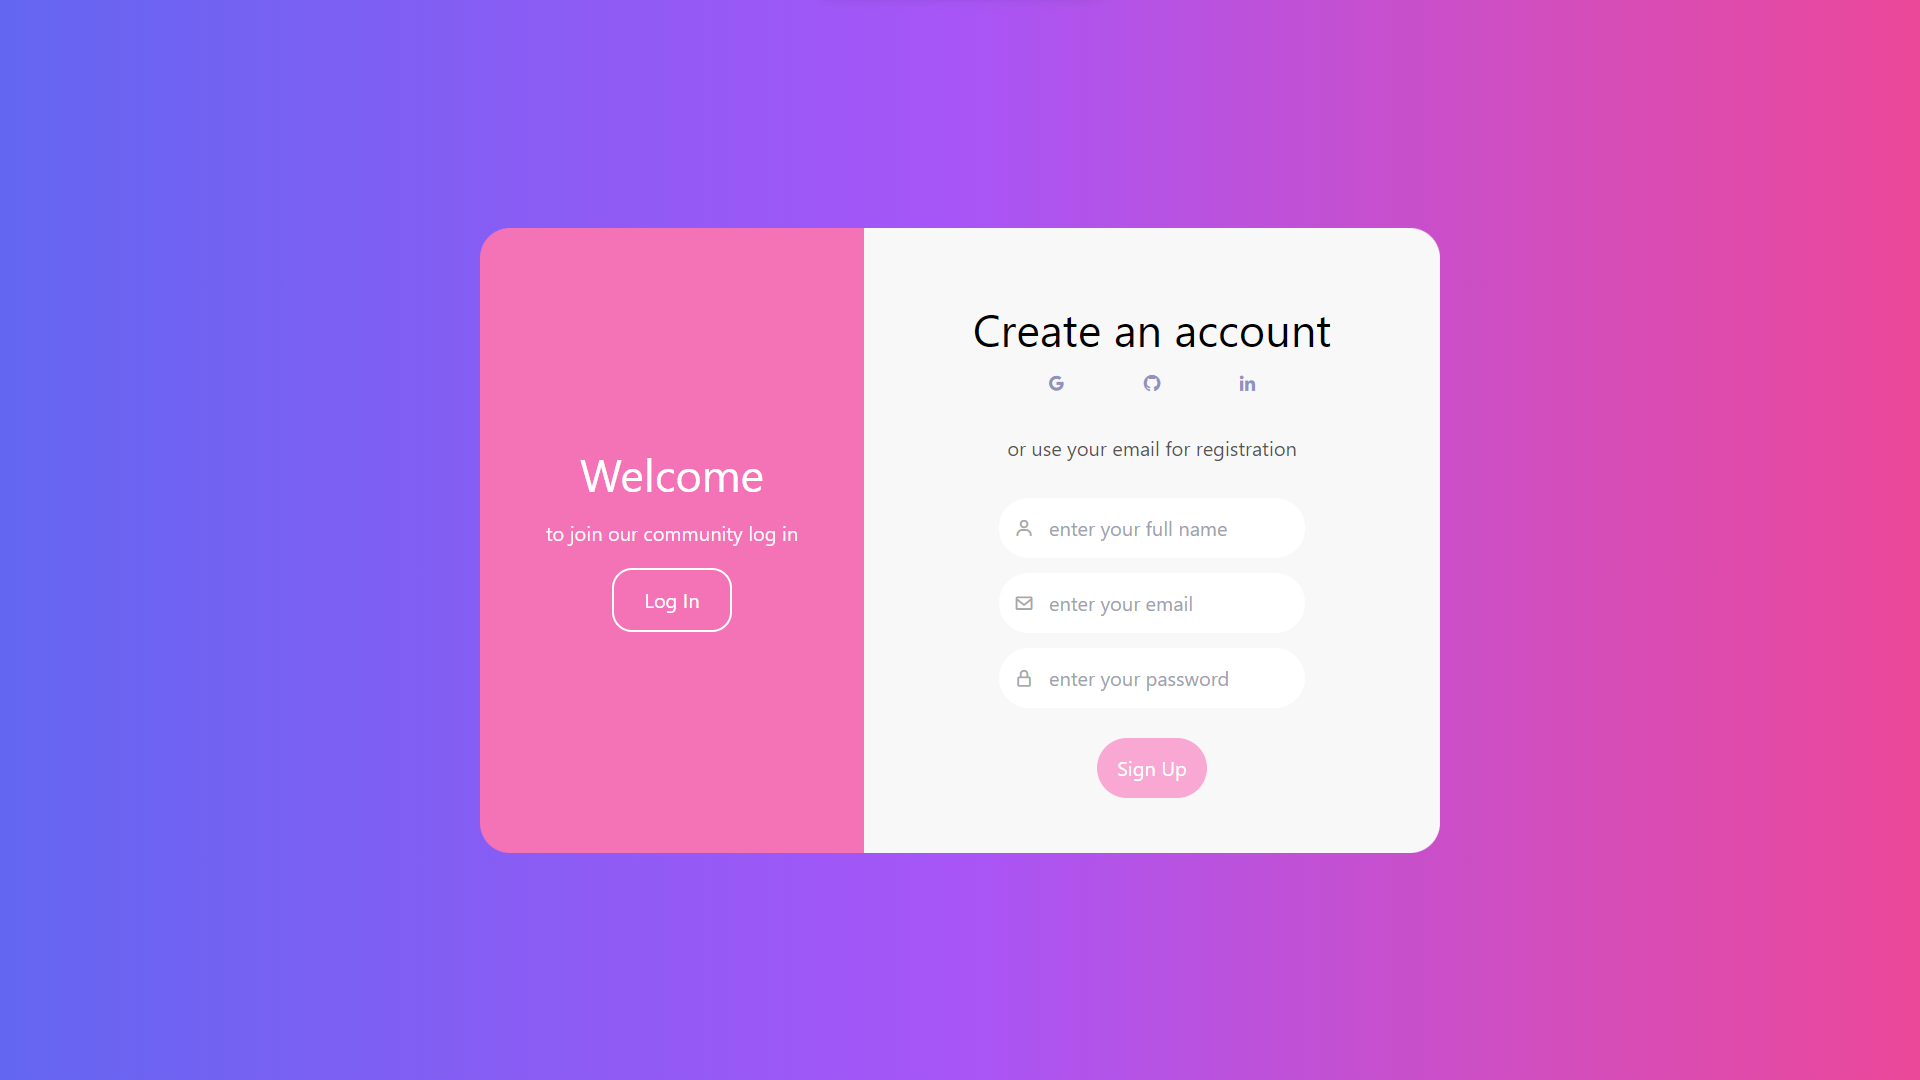 Welcome
to join our community log in
Log In
Create an account
or use your email for registration
enter your full name
enter your email
enter your password
Sign Up